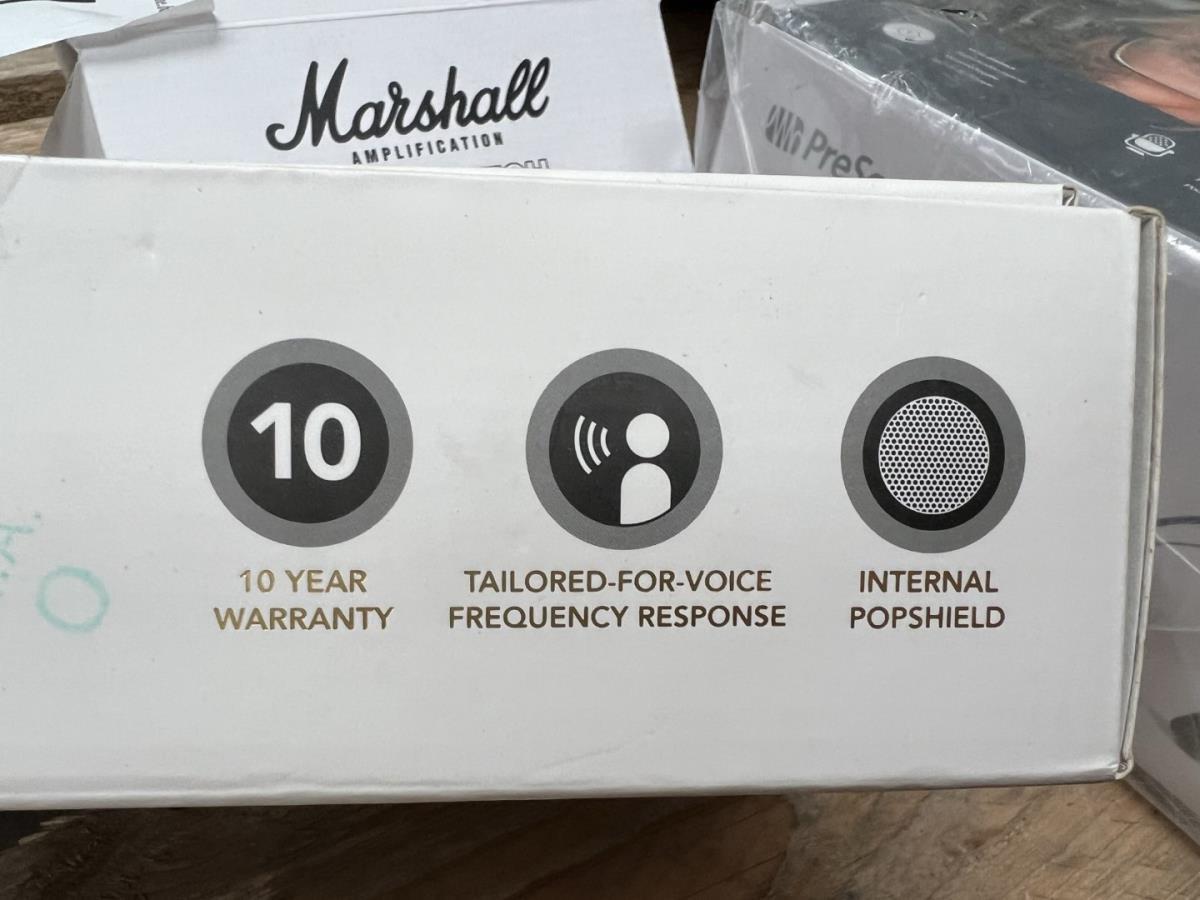 Marshall
AMPLIFICATION
10
10 YEAR
WARRANTY
TAILORED-FOR-VOICE
FREQUENCY RESPONSE
INTERNAL
POPSHIELD